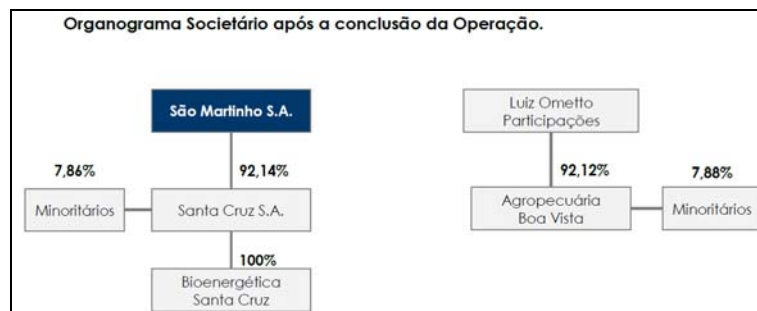 Organograma Societário após a conclusão da Operação.
São Martinho S.A.
7,86%
92,14%
Minoritários
Santa Cruz S.A.
100%
Bioenergética
Santa Cruz
Luiz Ometto
Participações
92,12%
7,88%
Agropecuária
Boa Vista
Minoritários